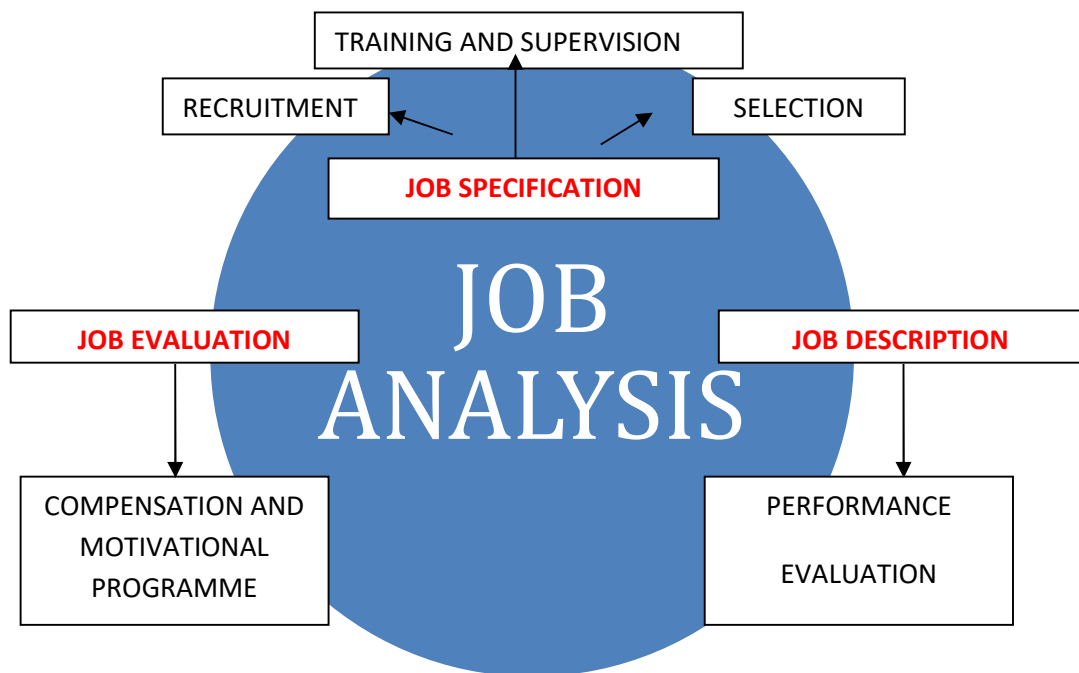 TRAINING AND SUPERVISION
RECRUITMENT
SELECTION
JOB SPECIFICATION
JOB
ANALYSIS
JOB EVALUATION
JOB DESCRIPTION
COMPENSATION AND
MOTIVATIONAL
PROGRAMME
PERFORMANCE
EVALUATION